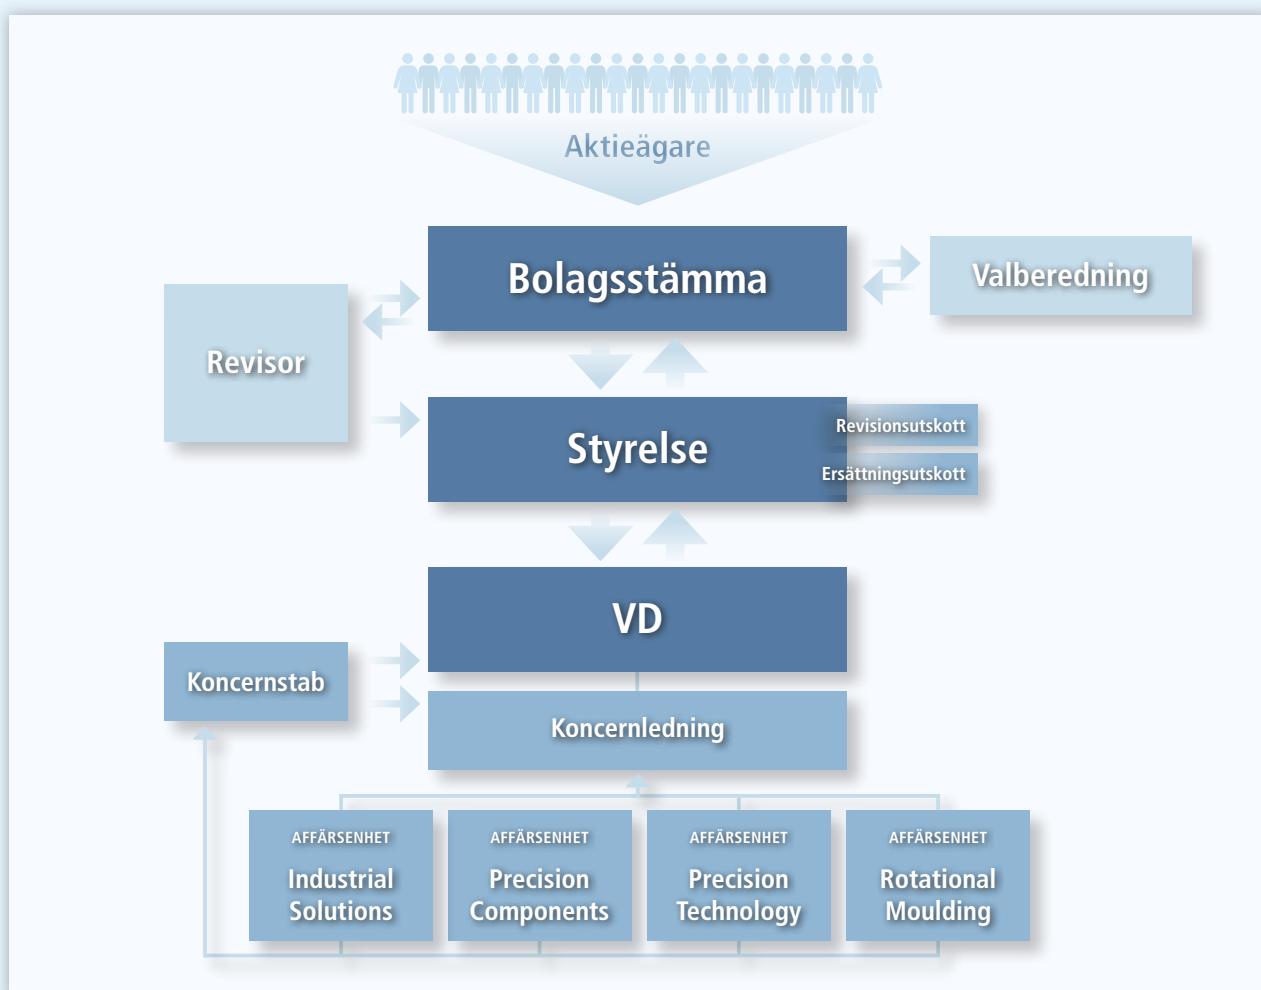 Aktieägare
Bolagsstämma
Valberedning
Revisor
Styrelse
Revisionsutskott
Ersättningsutskott
VD
Koncernstab
Koncernledning
AFFÄRSENHET
Industrial
Solutions
AFFÄRSENHET
Precision
Components
AFFÄRSENHET
Precision
Technology
AFFÄRSENHET
Rotational
Moulding